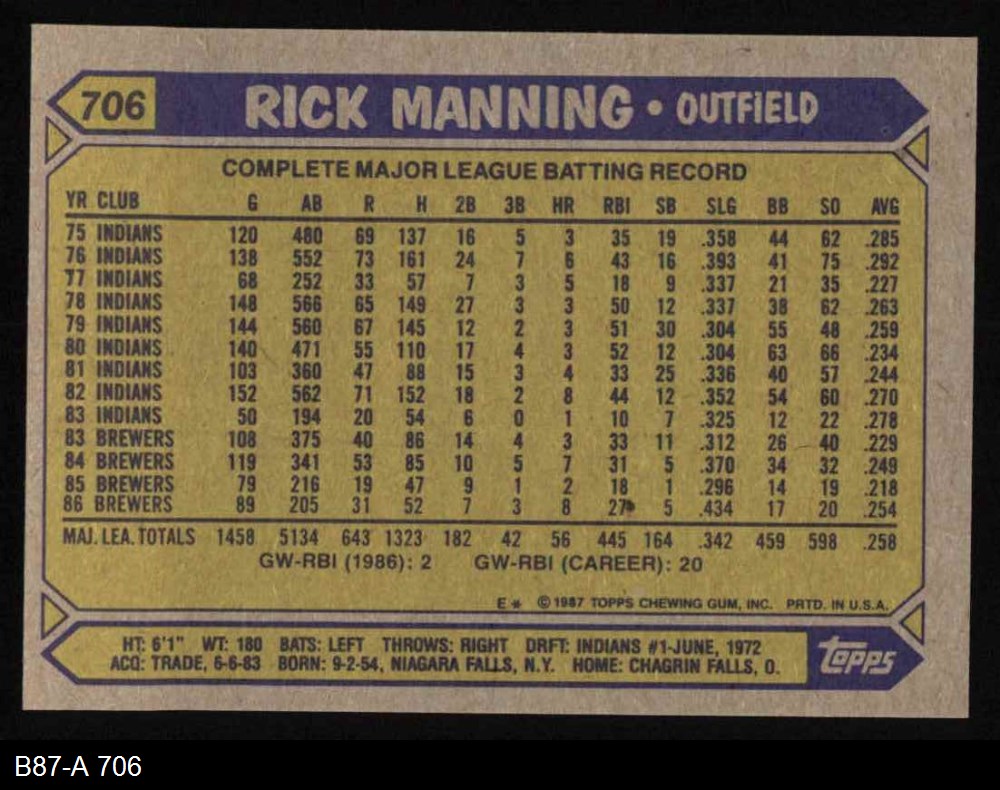 706 RICK MANNING • OUTFIELD
COMPLETE MAJOR LEAGUE BATTING RECORD
YR CLUB G AB R H 2B 3B HR RBI SB SLG BB SO AVG
75 INDIANS 120 480 69 137 16 5 3 35 19 .358 44 62 .285
76 INDIANS 138 552 73 161 24 7 6 43 16 .393 41 75 .292
77 INDIANS 68 252 33 57 7 3 5 18 9 .337 21 35 .227
78 INDIANS 148 566 65 149 27 3 3 50 12 .337 38 62 .263
79 INDIANS 144 560 67 145 12 2 3 51 30 .304 55 48 .259
80 INDIANS 140 471 55 110 17 4 3 52 12 .304 63 66 .234
81 INDIANS 103 360 47 88 15 3 4 33 25 .336 40 57 .244
82 INDIANS 152 562 71 152 18 2 8 44 12 .352 54 60 .270
83 INDIANS 50 194 20 54 6 0 1 10 7 .325 12 22 .278
83 BREWERS 108 375 40 86 14 4 3 33 11 .312 26 40 .229
84 BREWERS 119 341 53 85 10 5 7 31 5 .370 34 32 .249
85 BREWERS 79 216 19 47 9 1 2 18 1 .296 14 19 .218
86 BREWERS 89 205 31 52 7 3 8 27 5 .434 17 20 .254
MAJ. LEA. TOTALS 1458 5134 643 1323 182 42 56 445 164 .342 459 598 .258
GW-RBI (1986): 2 GW-RBI (CAREER): 20
E* ©1987 TOPPS CHEWING GUM, INC. PRTD. IN U.S.A.
HT: 6'1" WT: 180 BATS: LEFT THROWS: RIGHT DRFT: INDIANS #1-JUNE, 1972
ACQ: TRADE, 6-6-83 BORN: 9-2-54, NIAGARA FALLS, N.Y. HOME: CHAGRIN FALLS, O.
TOPPS
B87-A 706